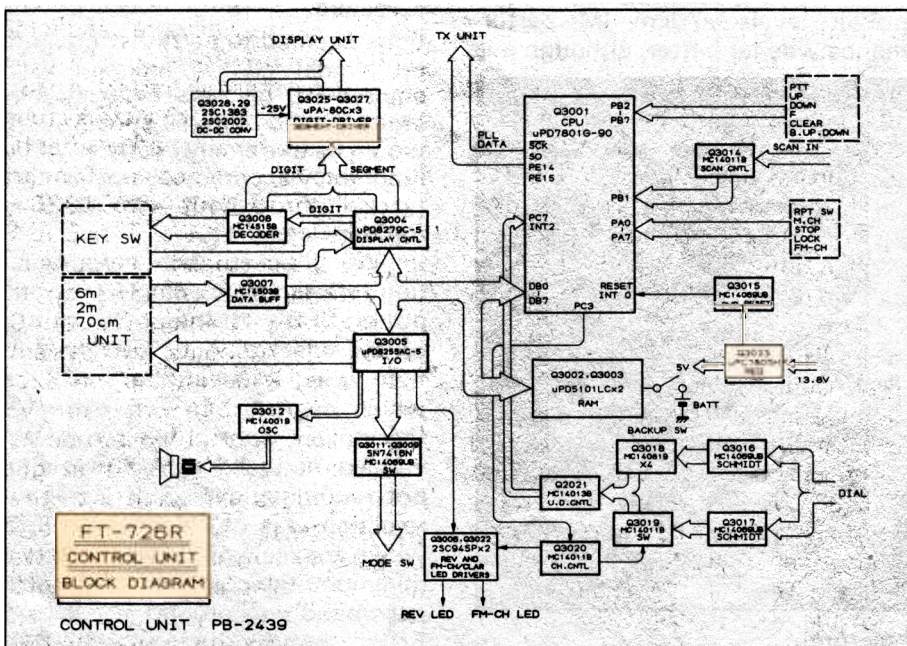 DISPLAY UNIT
TX UNIT
Q3028.29
2SC1383
2SC2002
DC-DC CONV
-25V
Q3025-Q3027
uPA-80Cx3
DIGIT-DRIVER
SEGMENT-DRIVER
PLL
DATA
Q3001
CPU
uPD7801G-90
SCK
SO
PE14
PE15
PB2
PB7
PTT
UP
DOWN
F
CLEAR
B.UP.DOWN
Q3014
MC14011B
SCAN CNTL
SCAN IN
PB1
PA0
PA7
RPT SW
M.CH
STOP
LOCK
FM-CH
DIGIT
SEGMENT
DIGIT
KEY SW
Q3006
MC14515B
DECODER
Q3004
uPD8279C-5
DISPLAY CNTL
PC7
INT2
6m
2m
70cm
UNIT
Q3007
MC14503B
DATA BUFF
DB0
DB7
PC3
RESET
INT 0
Q3015
MC14069UB
Q3005
uPD8255AC-5
I/O
Q3002.Q3003
uPD5101LCx2
RAM
5V
BATT
BACKUP SW
Q3023
13.8V
Q3012
MC14001B
OSC
Q3011.Q3009
SN7416N
MC14069UB
SW
Q2021
MC14013B
U.D.CNTL
Q3018
MC14081B
X4
Q3016
MC14069UB
SCHMIDT
DIAL
Q3019
MC14011B
SW
Q3017
MC14069UB
SCHMIDT
Q3020
MC14011B
CH.CNTL
Q3008.Q3022
2SC945Px2
REV AND
FM-CH/CLAR
LED DRIVERS
MODE SW
REV LED
FM-CH LED
FT-726R
CONTROL UNIT
BLOCK DIAGRAM
CONTROL UNIT PB-2439